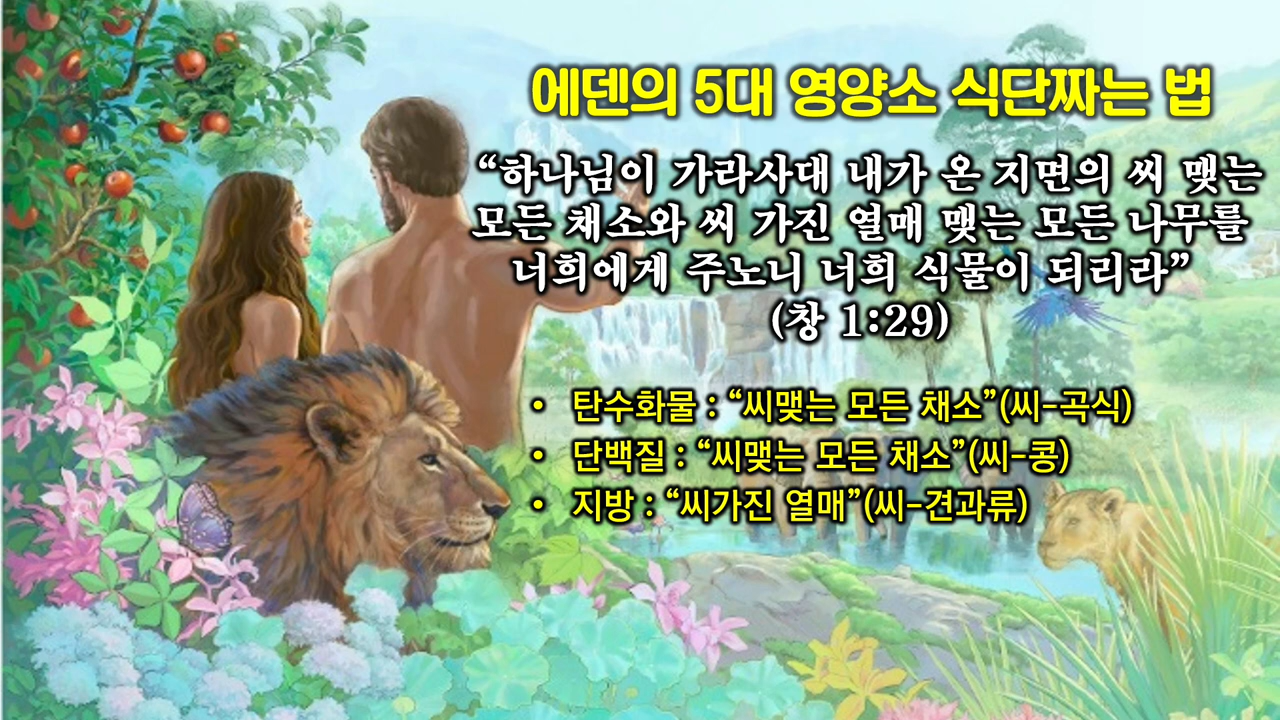 에덴의 5대 영양소 식단짜는 법
“하나님이 가라사대 내가 온 지면의 씨 맺는
모든 채소와 씨 가진 열매 맺는 모든 나무를
너희에게 주노니 너희 식물이 되리라”
(창 1:29)
• 탄수화물 : “씨맺는 모든 채소”(씨-곡식)
• 단백질 : “씨맺는 모든 채소”(씨-콩)
• 지방 : “씨가진 열매”(씨-견과류)